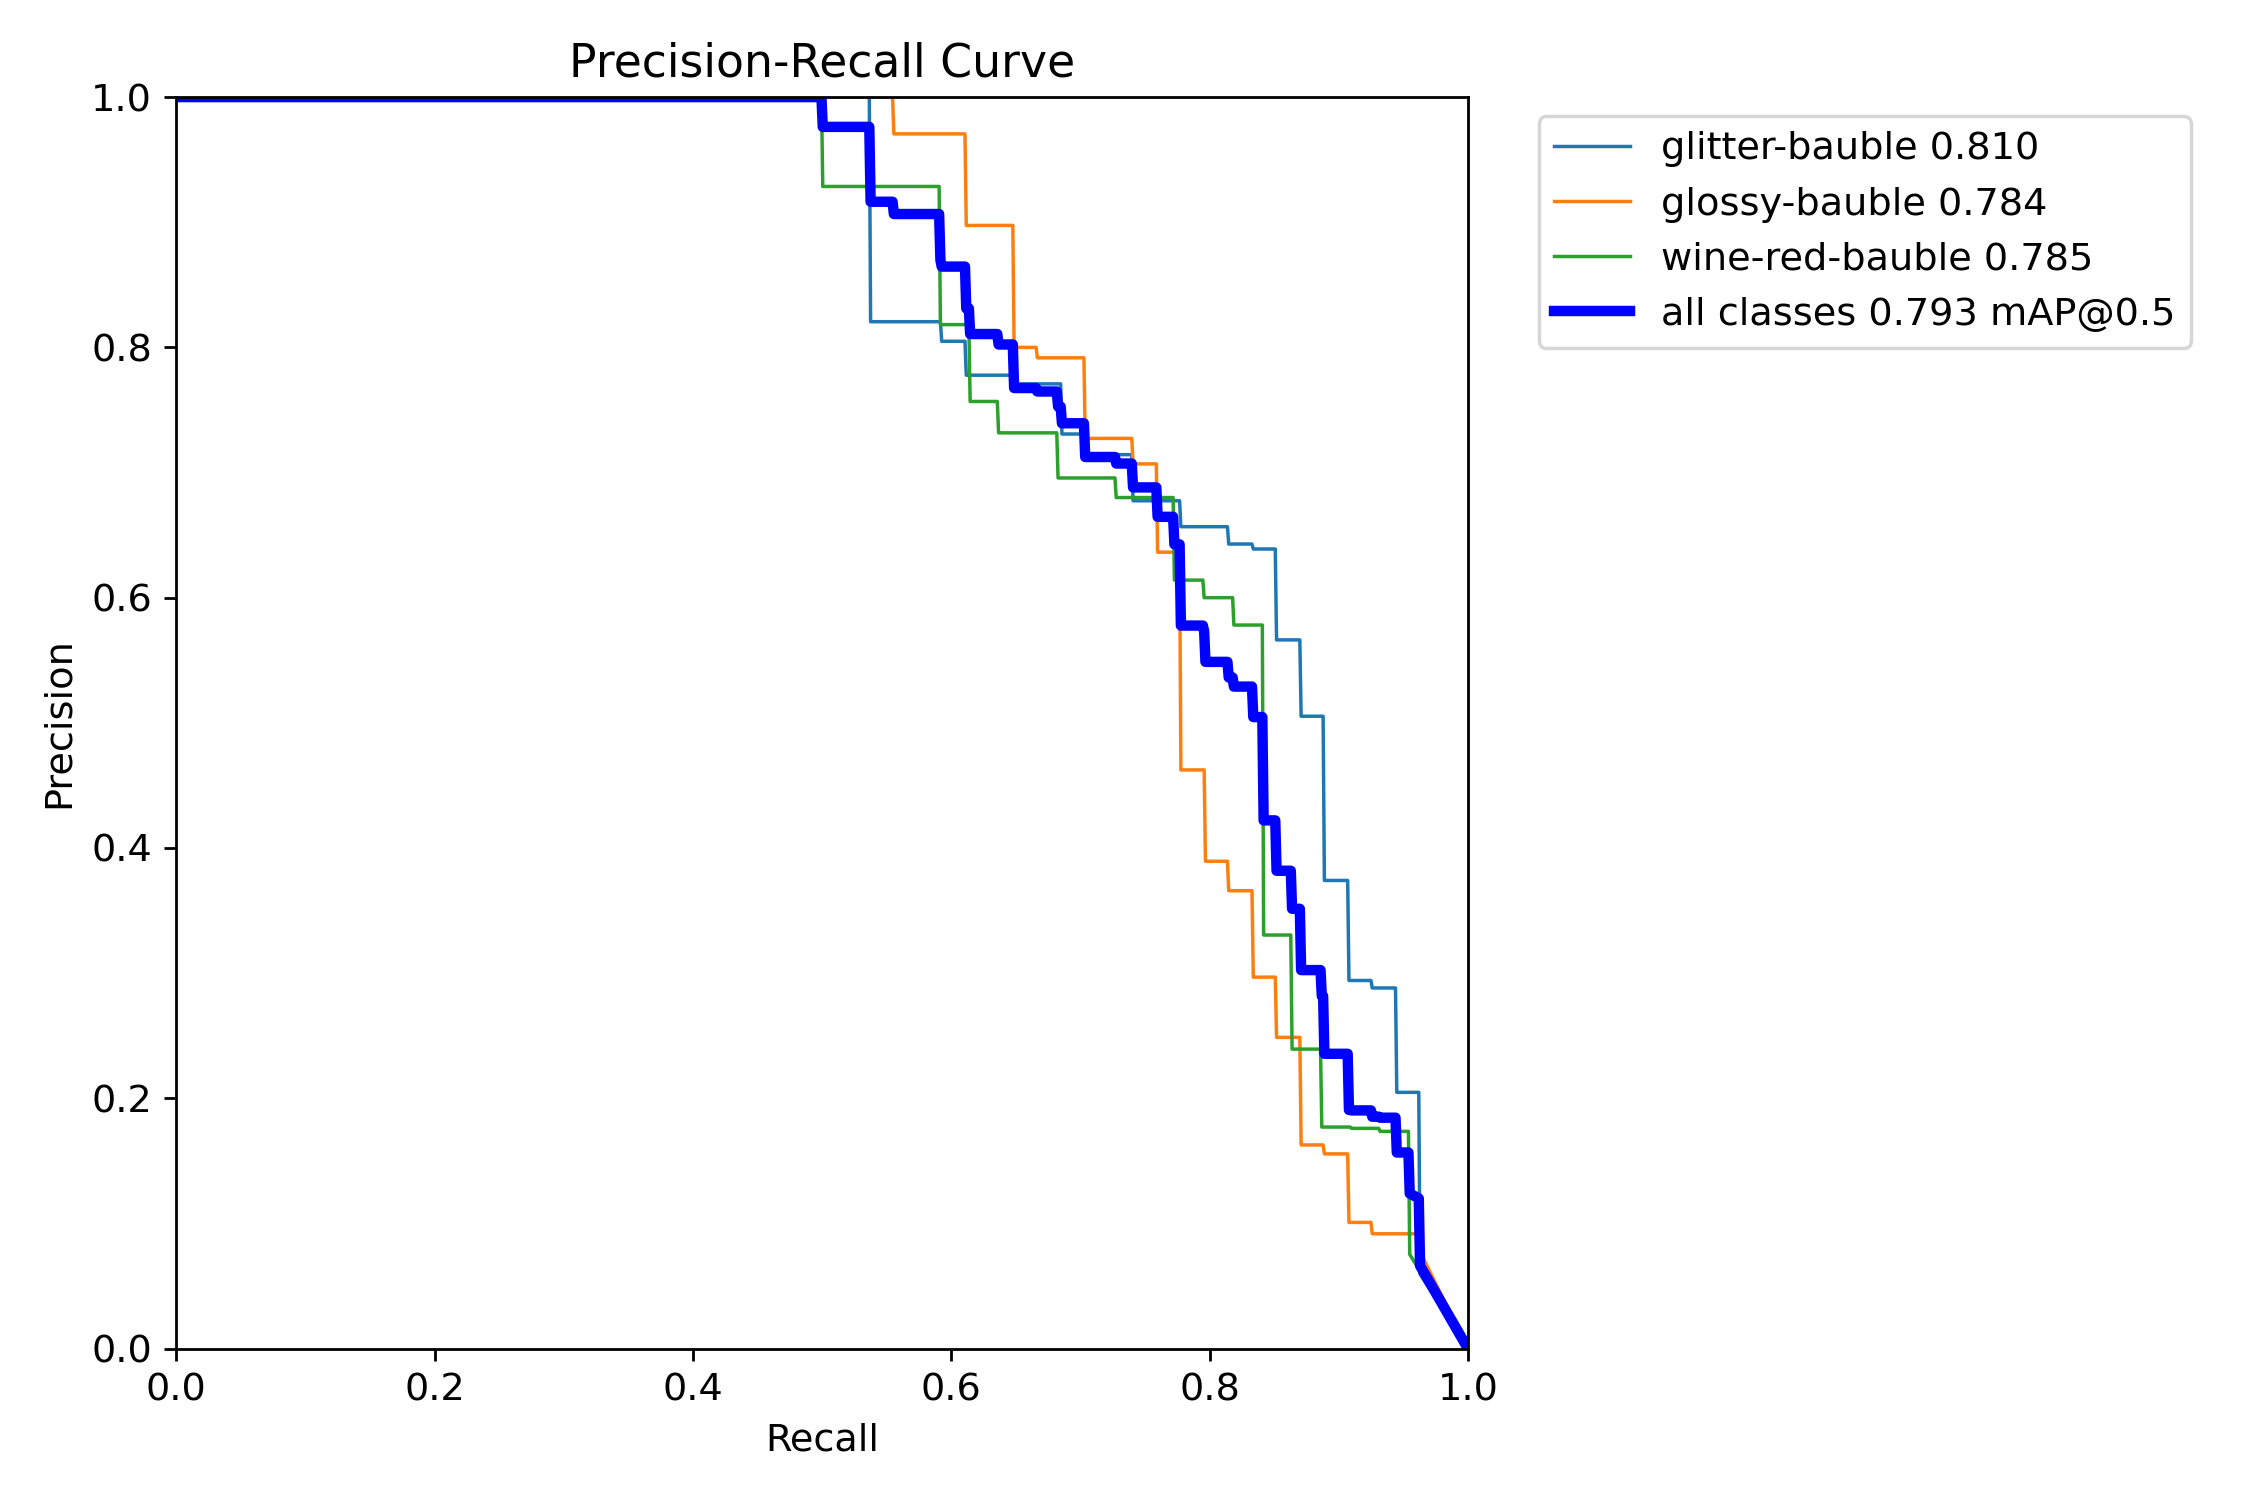 Precision-Recall Curve
1.0
0.8
0.6
0.4
0.2
0.0
Precision
0.0 0.2 0.4 0.6 0.8 1.0
Recall
glitter-bauble 0.810
glossy-bauble 0.784
wine-red-bauble 0.785
all classes 0.793 mAP@0.5